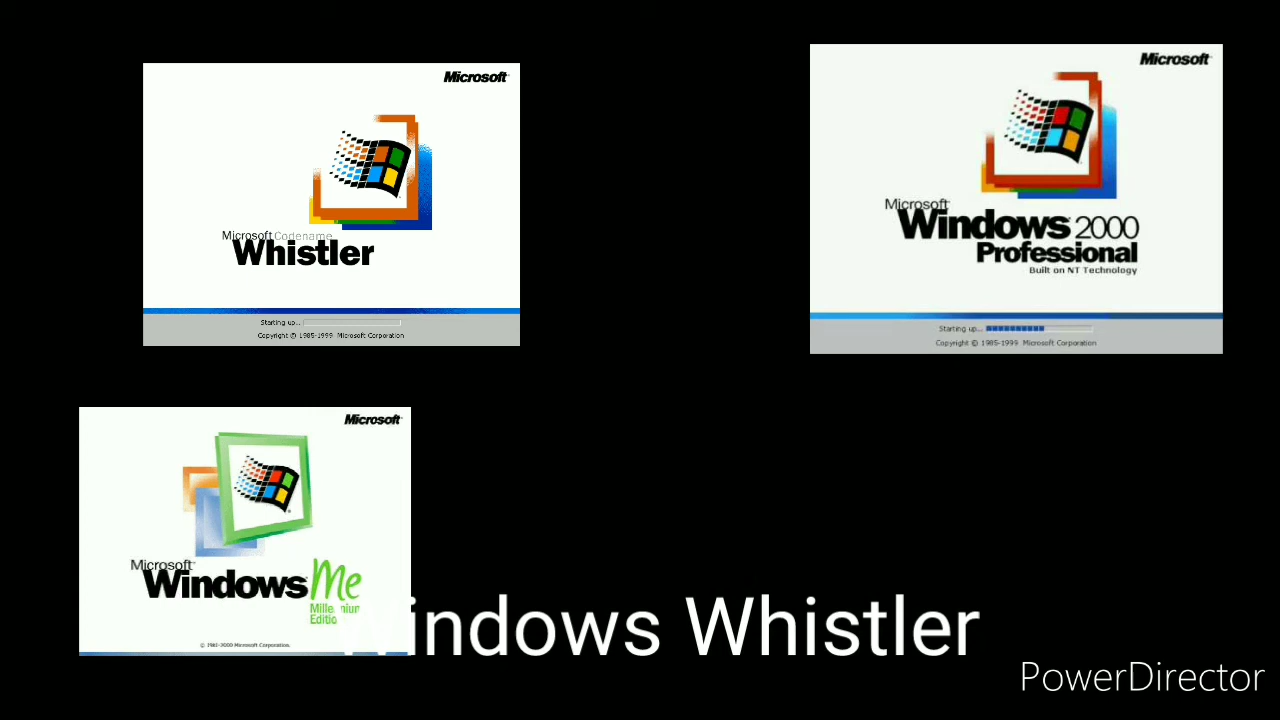 Microsoft
Microsoft Codename
Whistler
Starting up...
Copyright © 1985-1999 Microsoft Corporation
Microsoft
Microsoft
Windows 2000
Professional
Built on NT Technology
Starting up...
Copyright © 1985-1999 Microsoft Corporation
Microsoft
Microsoft
Windows Me
Millennium
Edition
© 1981-2000 Microsoft Corporation.
Windows Whistler
PowerDirector